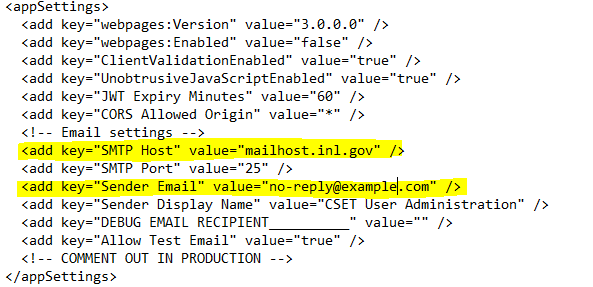 <appSettings>
<add key="webpages:Version" value="3.0.0.0" />
<add key="webpages:Enabled" value="false" />
<add key="ClientValidationEnabled" value="true" />
<add key="UnobtrusiveJavaScriptEnabled" value="true" />
<add key="JWT Expiry Minutes" value="60" />
<add key="CORS Allowed Origin" value="*" />
<!-- Email settings -->
<add key="SMTP Host" value="mailhost.inl.gov" />
<add key="SMTP Port" value="25" />
<add key="Sender Email" value="no-reply@example.com" />
<add key="Sender Display Name" value="CSET User Administration" />
<add key="DEBUG EMAIL RECIPIENT__________" value="" />
<add key="Allow Test Email" value="true" />
<!-- COMMENT OUT IN PRODUCTION -->
</appSettings>